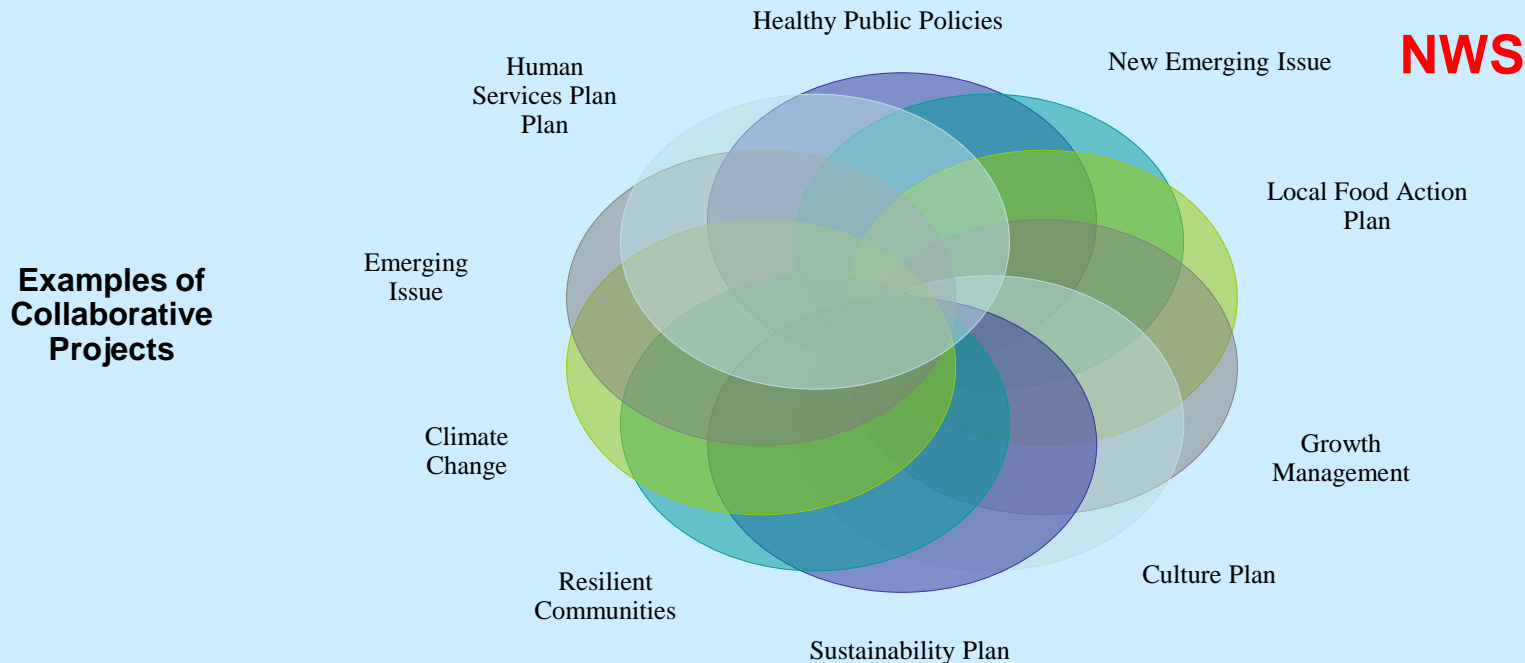 Healthy Public Policies
New Emerging Issue
NWS
Human
Services Plan
Plan
Local Food Action
Plan
Emerging
Issue
Examples of
Collaborative
Projects
Climate
Change
Growth
Management
Resilient
Communities
Culture Plan
Sustainability Plan